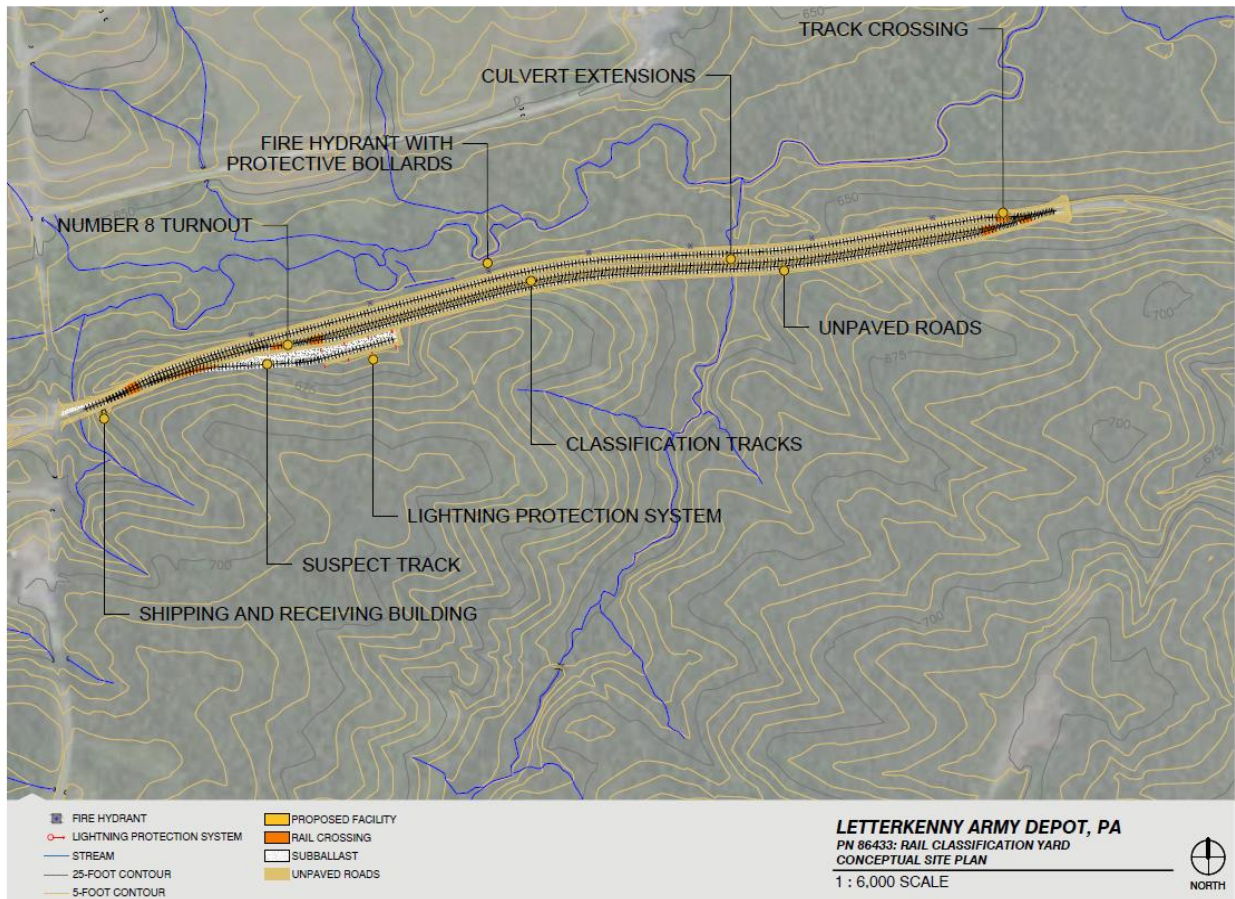 650
TRACK CROSSING
CULVERT EXTENSIONS
FIRE HYDRANT WITH
PROTECTIVE BOLLARDS
650
650
NUMBER 8 TURNOUT
700
UNPAVED ROADS
675
675
700
675
CLASSIFICATION TRACKS
LIGHTNING PROTECTION SYSTEM
700
SUSPECT TRACK
SHIPPING AND RECEIVING BUILDING
700
FIRE HYDRANT
LIGHTNING PROTECTION SYSTEM
STREAM
25-FOOT CONTOUR
5-FOOT CONTOUR
PROPOSED FACILITY
RAIL CROSSING
SUBBALLAST
UNPAVED ROADS
LETTERKENNY ARMY DEPOT, PA
PN 86433: RAIL CLASSIFICATION YARD
CONCEPTUAL SITE PLAN
1 : 6,000 SCALE
NORTH